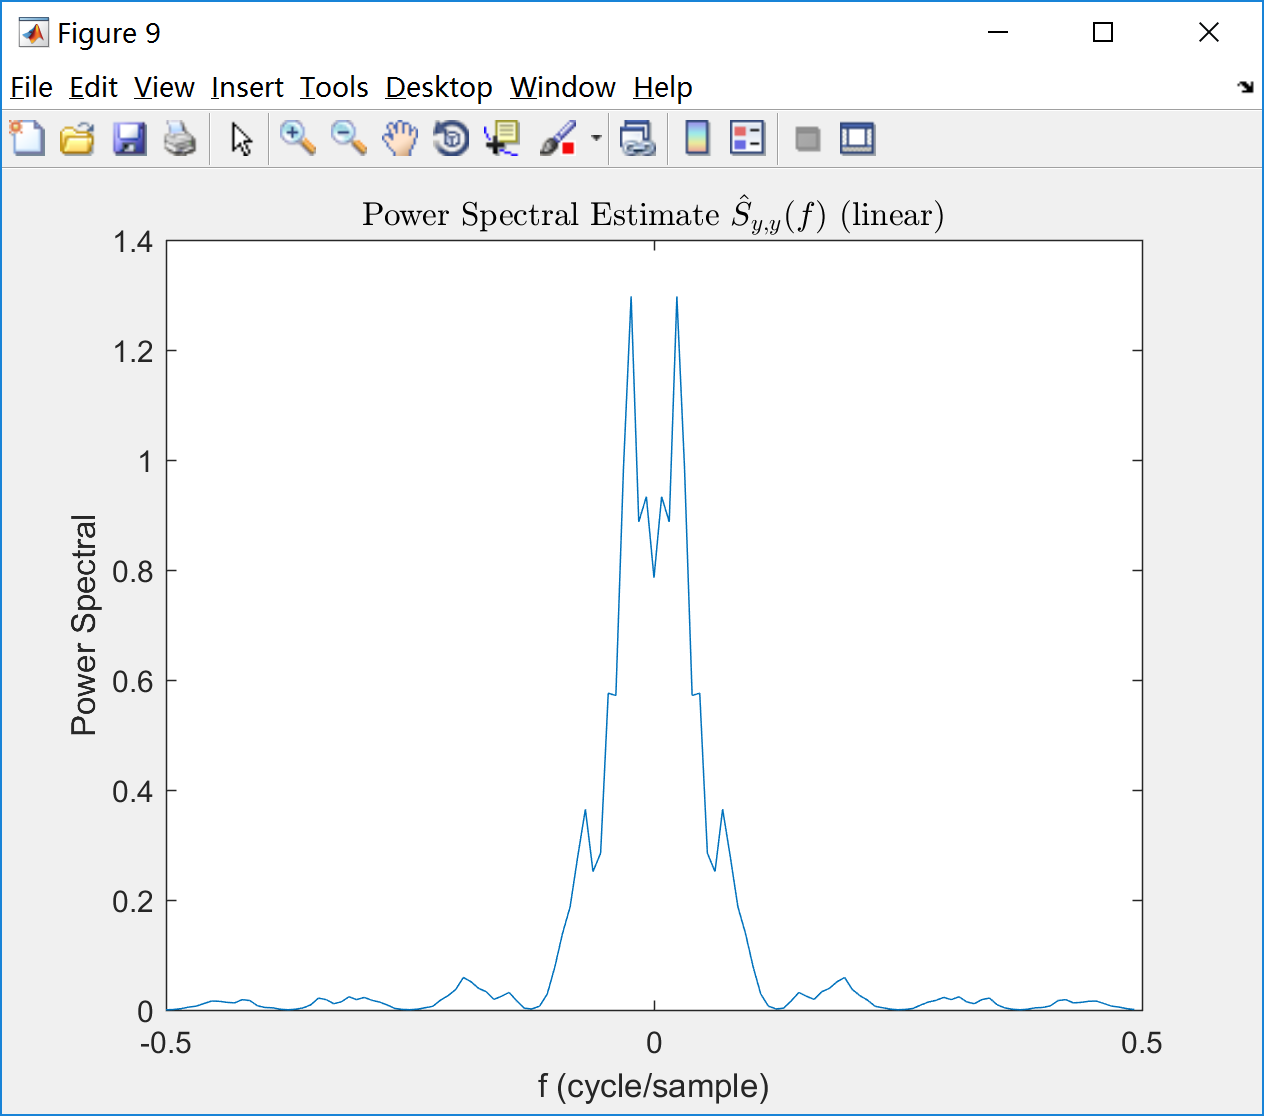 Figure 9
File Edit View Insert Tools Desktop Window Help
Power Spectral Estimate Ŝy,y(f) (linear)
1.4
1.2
1
0.8
0.6
0.4
0.2
0
Power Spectral
-0.5 0 0.5
f (cycle/sample)